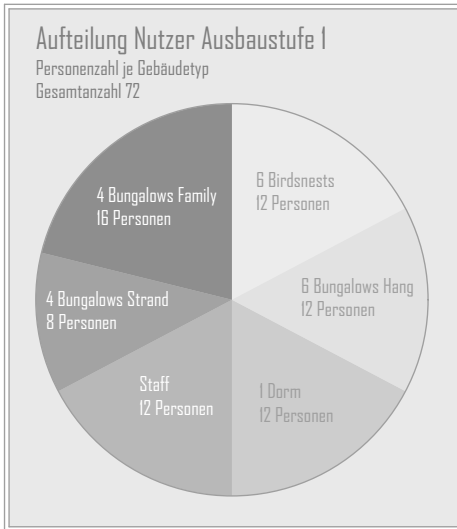 Aufteilung Nutzer Ausbaustufe 1
Personenzahl je Gebäudetyp
Gesamtanzahl 72
4 Bungalows Family
16 Personen
6 Birdsnests
12 Personen
4 Bungalows Strand
8 Personen
6 Bungalows Hang
12 Personen
Staff
12 Personen
1 Dorm
12 Personen